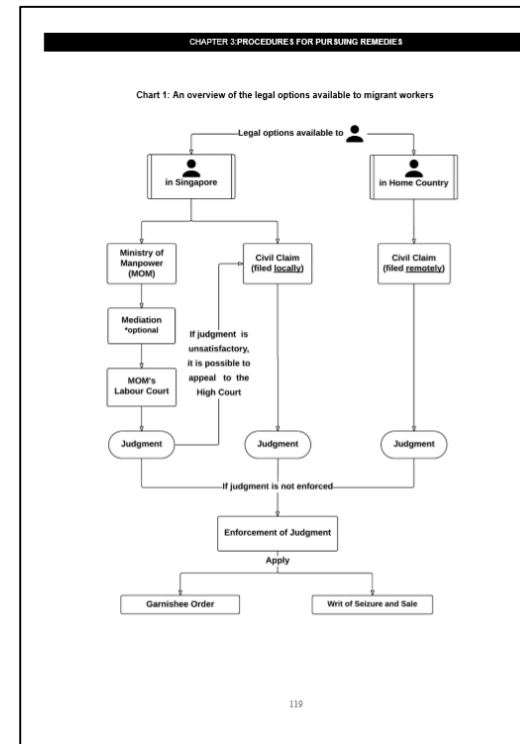 CHAPTER 3:PROCEDURES FOR PURSUING REMEDIES
Chart 1: An overview of the legal options available to migrant workers
Legal options available to
in Singapore
in Home Country
Ministry of
Manpower
(MOM)
Civil Claim
(filed locally)
Civil Claim
(filed remotely)
Mediation
*optional
If judgment is
unsatisfactory,
it is possible to
appeal to the
High Court
MOM's
Labour Court
Judgment
Judgment
Judgment
If judgment is not enforced
Enforcement of Judgment
Apply
Garnishee Order
Writ of Seizure and Sale
119